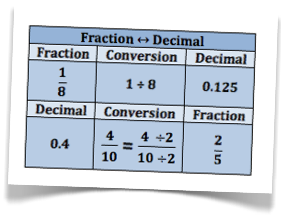 Fraction ↔ Decimal
Fraction Conversion Decimal
1/8 1 ÷ 8 0.125
Decimal Conversion Fraction
0.4 4/10 = 4 ÷2/10 ÷2 2/5